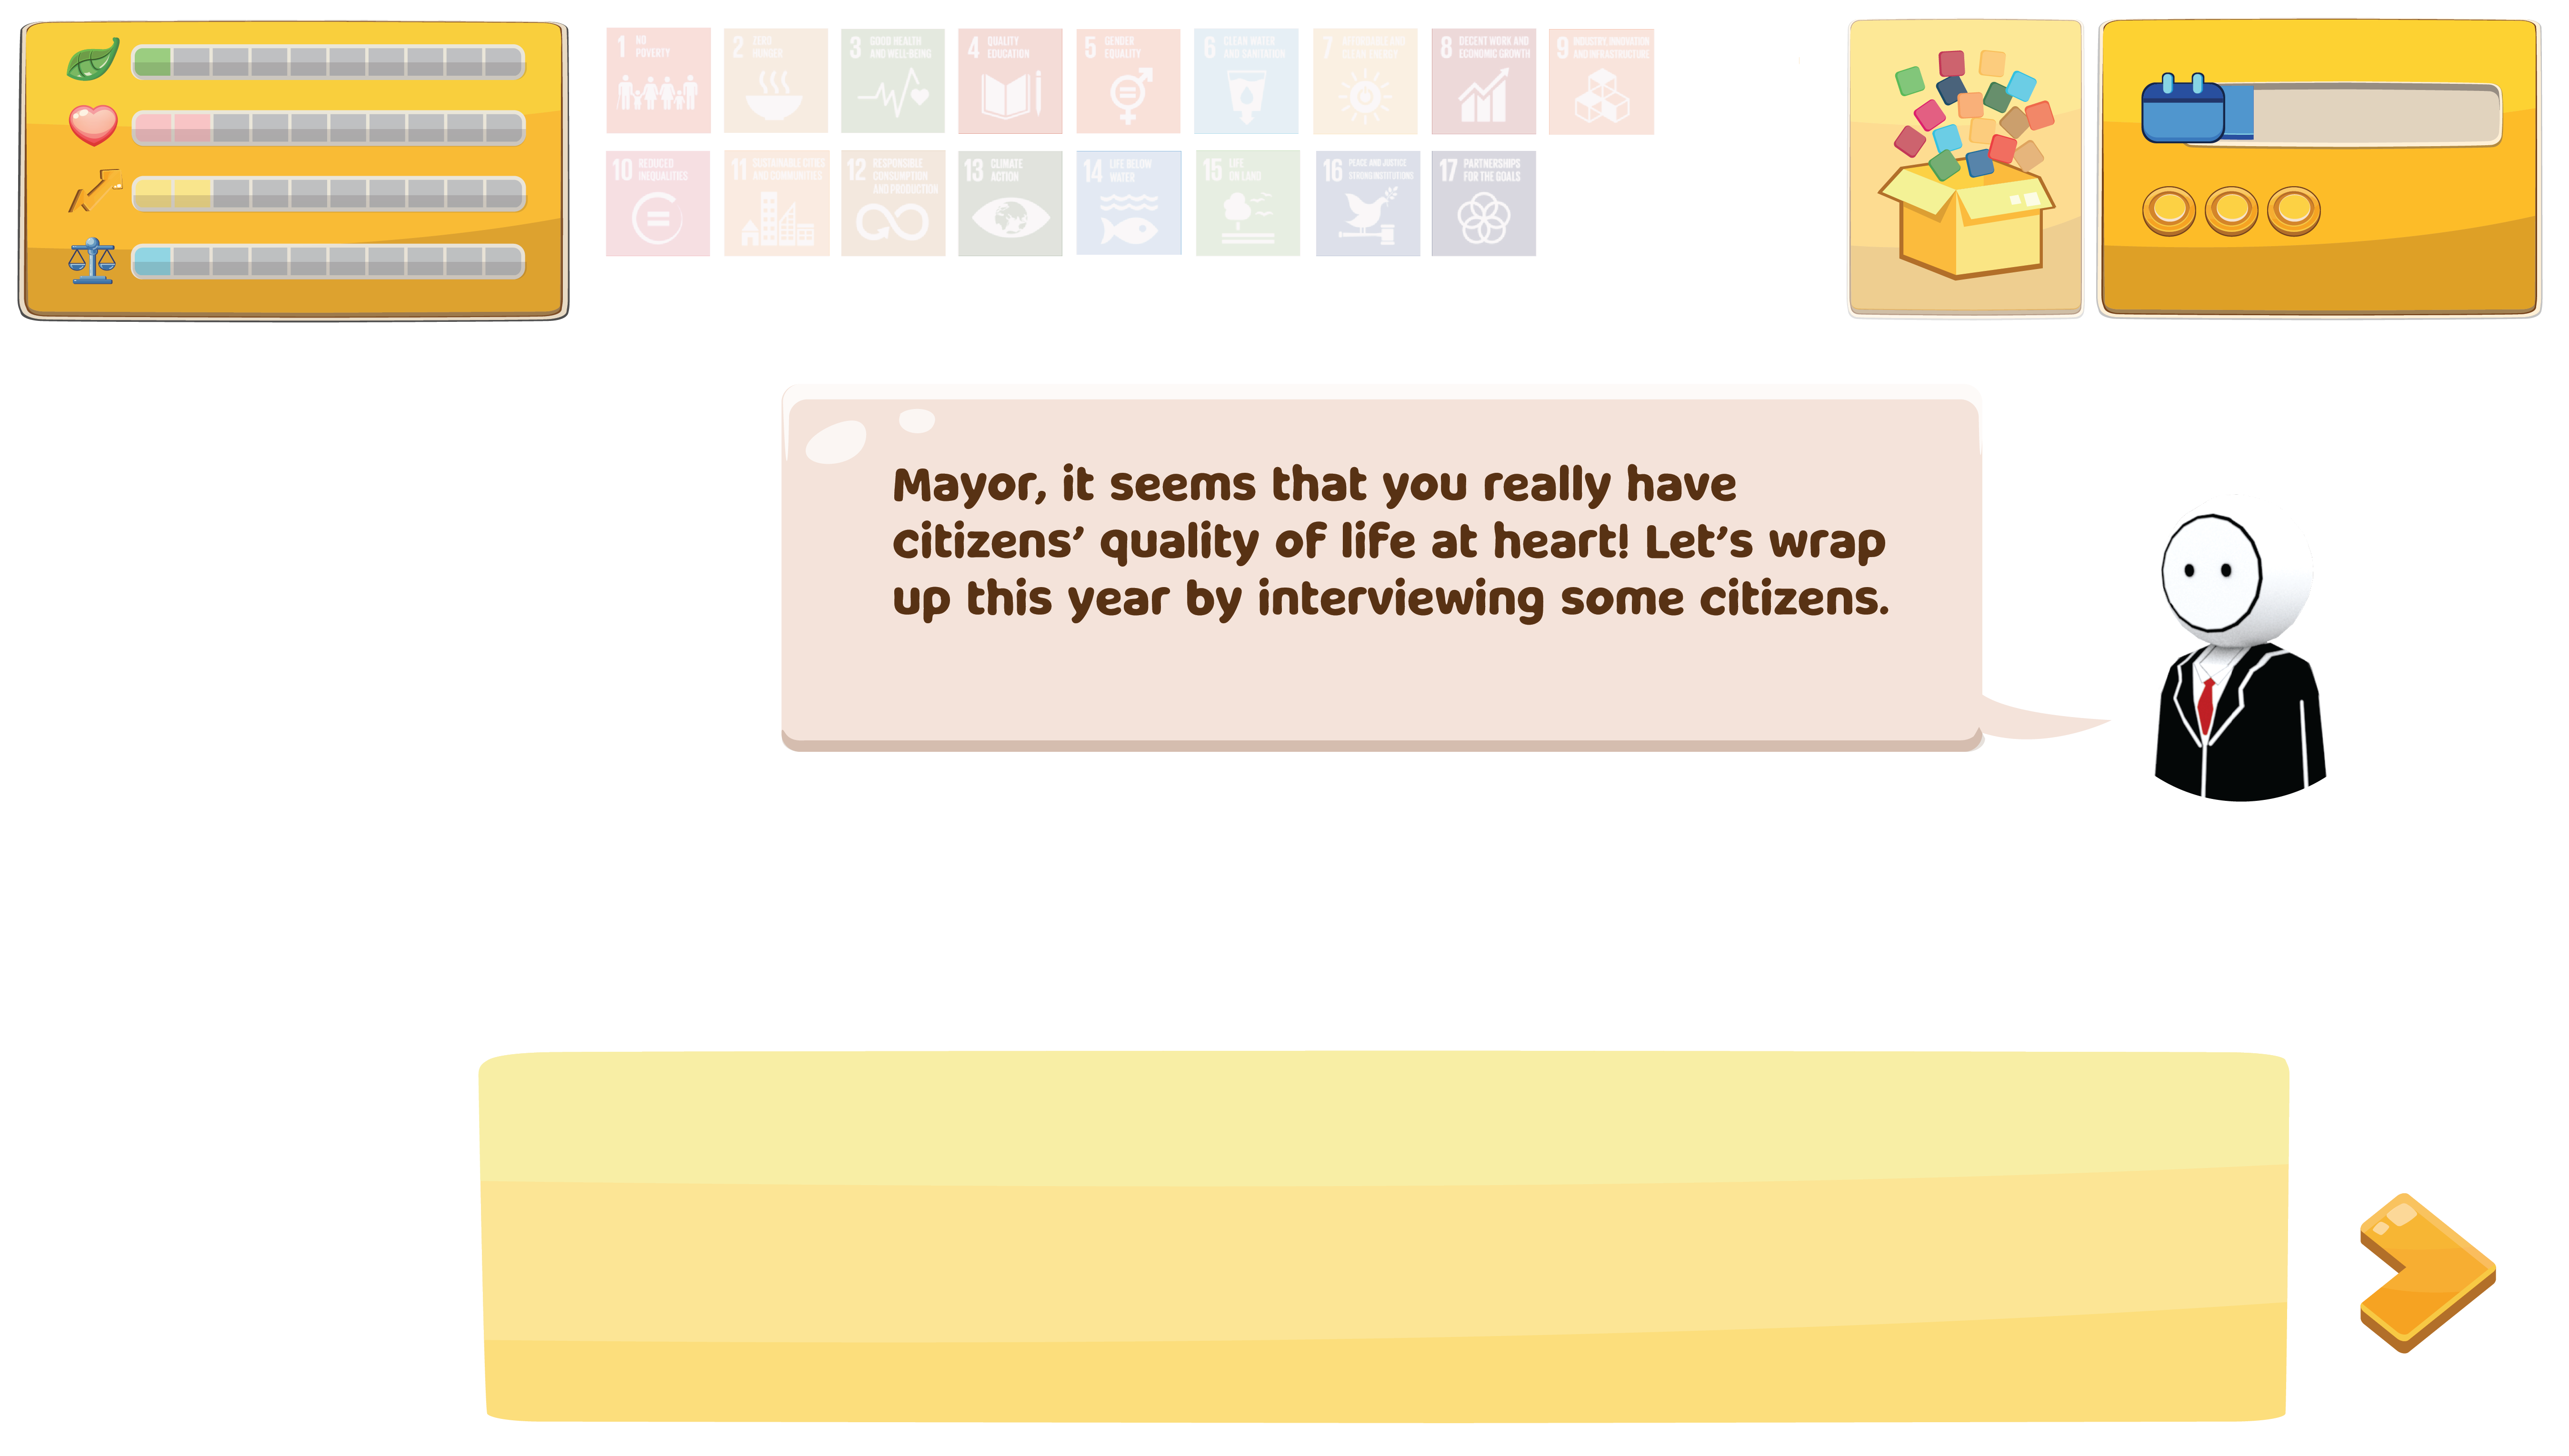 1 NO
POVERTY
2 ZERO
HUNGER
3 GOOD HEALTH
AND WELL-BEING
4 QUALITY
EDUCATION
5 GENDER
EQUALITY
6 CLEAN WATER
AND SANITATION
7 AFFORDABLE AND
CLEAN ENERGY
8 DECENT WORK AND
ECONOMIC GROWTH
9 INDUSTRY, INNOVATION
AND INFRASTRUCTURE
10 REDUCED
INEQUALITIES
11 SUSTAINABLE CITIES
AND COMMUNITIES
12 RESPONSIBLE
CONSUMPTION
AND PRODUCTION
13 CLIMATE
ACTION
14 LIFE BELOW
WATER
15 LIFE
ON LAND
16 PEACE AND JUSTICE
STRONG INSTITUTIONS
17 PARTNERSHIPS
FOR THE GOALS
Mayor, it seems that you really have
citizens’ quality of life at heart! Let’s wrap
up this year by interviewing some citizens.